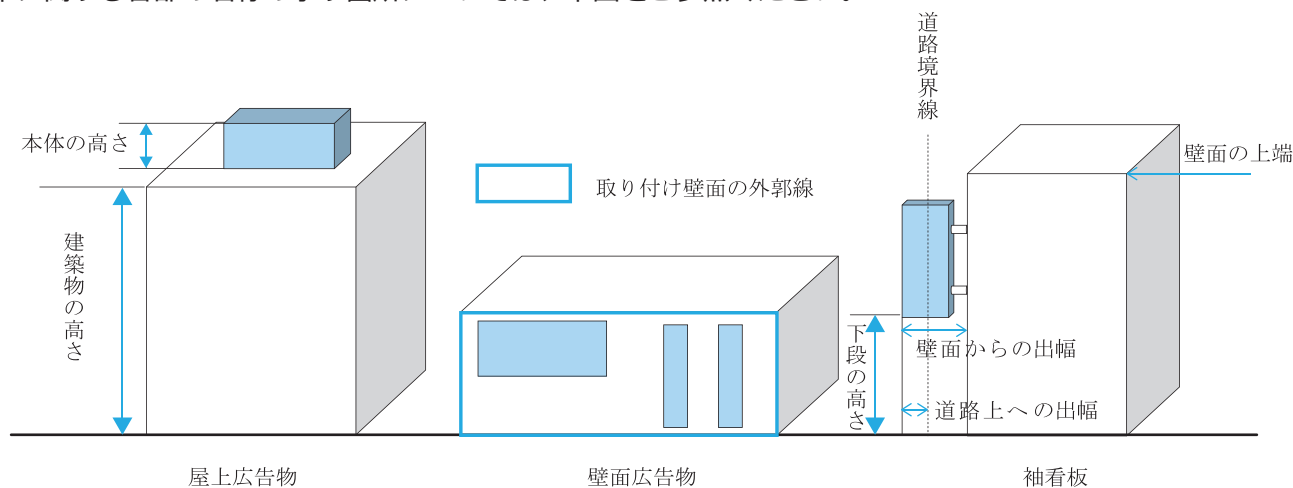 道路境界線
本体の高さ
壁面の上端
取り付け壁面の外郭線
建築物の高さ
下段の高さ
壁面からの出幅
道路上への出幅
屋上広告物
壁面広告物
袖看板